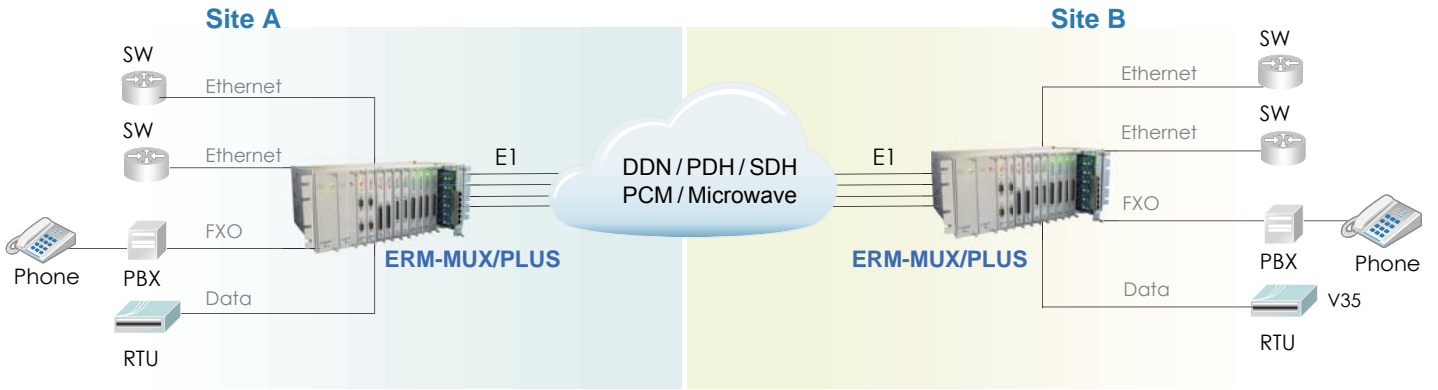 Site A
Site B
SW
Ethernet
SW
Ethernet
FXO
Phone
PBX
Data
RTU
E1
ERM-MUX/PLUS
DDN / PDH / SDH
PCM / Microwave
E1
ERM-MUX/PLUS
Ethernet
SW
Ethernet
SW
FXO
PBX
Phone
Data
V35
RTU